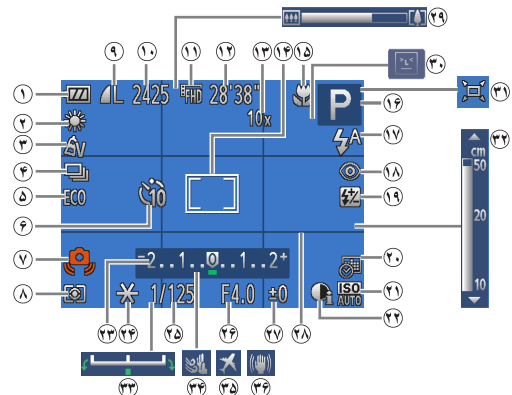 ۲۹
۹ ۱۰ ۱۱ ۱۲ ۱۳ ۱۴ ۱۵
۳۰
۱ L 2425 EFHD 28'38" P ۱۶ ۳۱
10x
۲ ۱۷ A ۳۲
۳ V cm
۴ ۱۸ 50
۵ ECO ۱۹
۶ 10 20
۷ -2..1..0..1..2+ ۲۰
10
۸ 1/125 F4.0 ±0 i ISO AUTO ۲۱
۲۳ ۲۴ ۲۵ ۲۶ ۲۷ ۲۸ ۲۲
۳۳ ۳۴ ۳۵ ۳۶